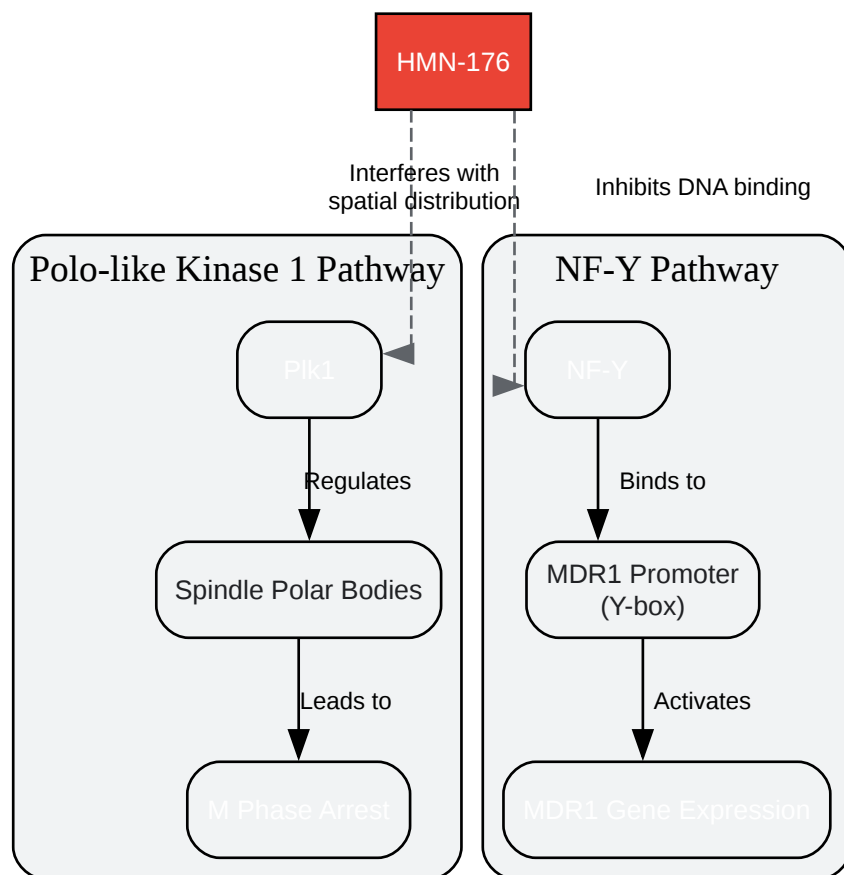 HMN-176
Interferes with
spatial distribution
Inhibits DNA binding
Polo-like Kinase 1 Pathway
NF-Y Pathway
Plk1
NF-Y
Regulates
Binds to
Spindle Polar Bodies
MDR1 Promoter
(Y-box)
Leads to
Activates
M Phase Arrest
MDR1 Gene Expression